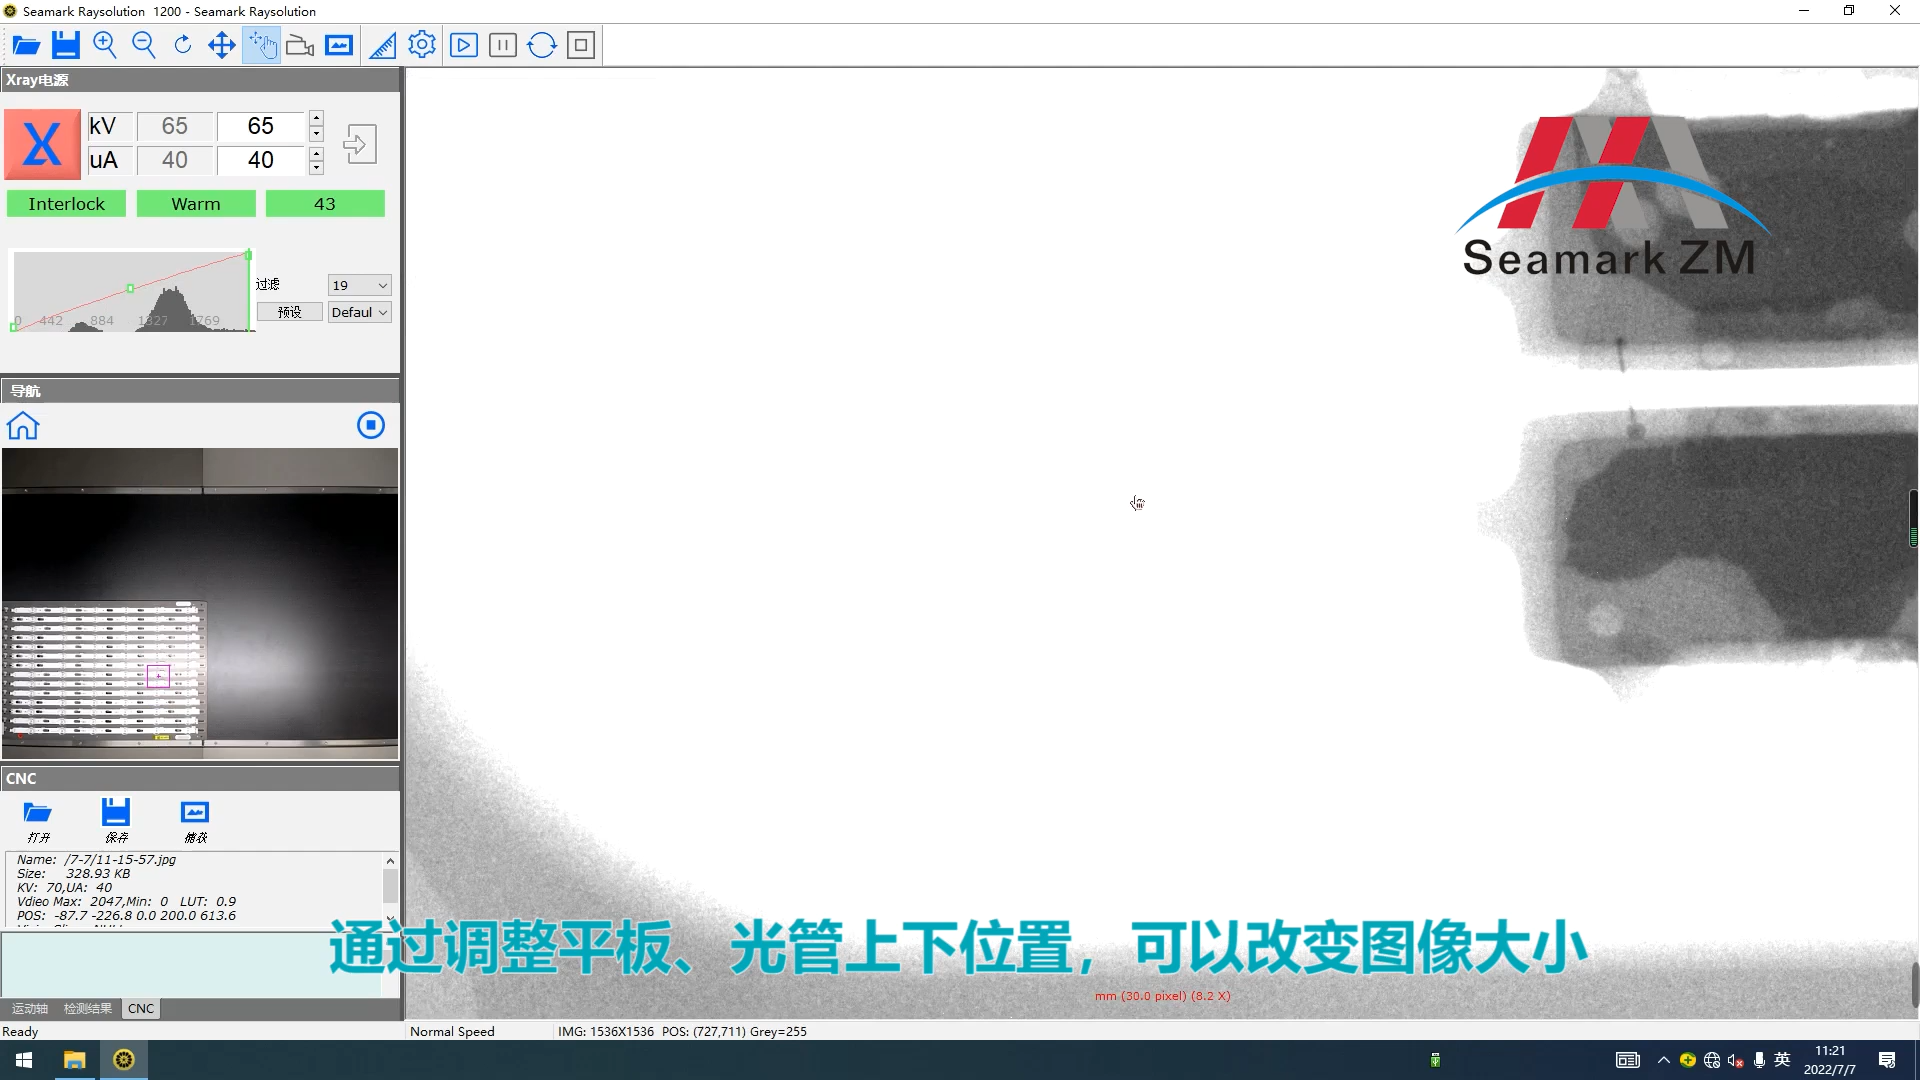 Seamark Raysolution 1200 - Seamark Raysolution
Xray电源
X
kV 65 65
uA 40 40
Interlock Warm 43
0 442 884 1327 1769
过滤 19
预设 Defaul
导航
CNC
打开 保存 捕获
Name: /7-7/11-15-57.jpg
Size: 328.93 KB
KV: 70,UA: 40
Vdieo Max: 2047,Min: 0 LUT: 0.9
POS: -87.7 -226.8 0.0 200.0 613.6
运动轴 检测结果 CNC
Seamark ZM
通过调整平板、光管上下位置，可以改变图像大小
mm (30.0 pixel) (8.2 X)
Ready Normal Speed IMG: 1536X1536 POS: (727,711) Grey=255
英
11:21
2022/7/7